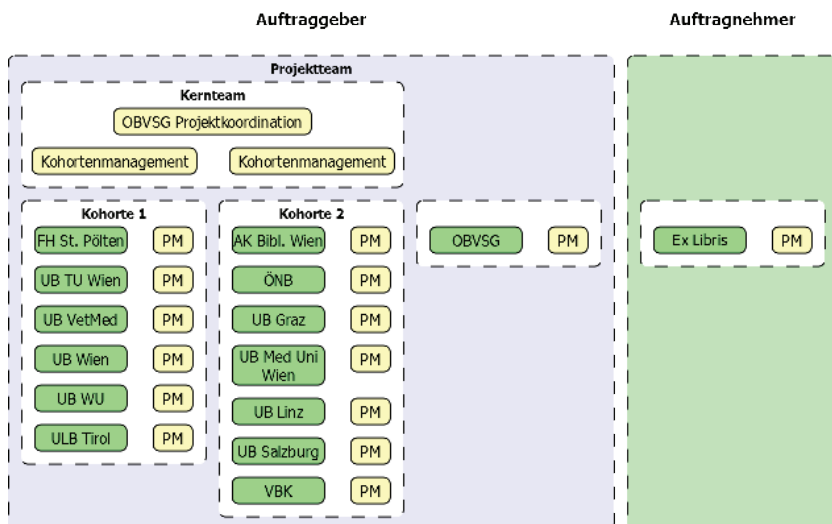 Auftraggeber
Auftragnehmer
Projektteam
Kernteam
OBVSG Projektkoordination
Kohortenmanagement
Kohortenmanagement
Kohorte 1
FH St. Pölten PM
UB TU Wien PM
UB VetMed PM
UB Wien PM
UB WU PM
ULB Tirol PM
Kohorte 2
AK Bibl. Wien PM
ÖNB PM
UB Graz PM
UB Med Uni
Wien PM
UB Linz PM
UB Salzburg PM
VBK PM
OBVSG PM
Ex Libris PM